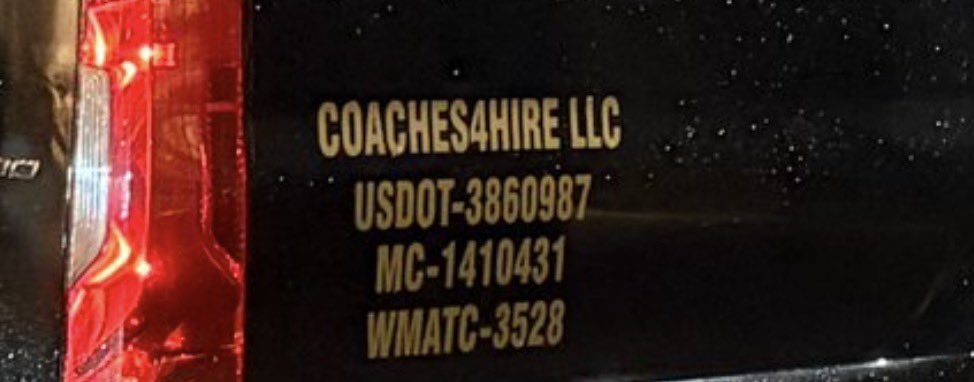 COACHES4HIRE LLC
USDOT-3860987
MC-1410431
WMATC-3528